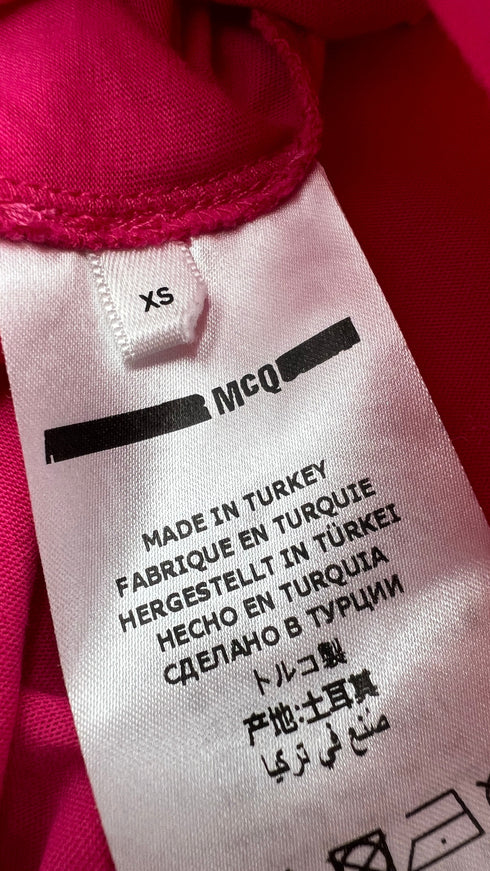 XS
McQ
MADE IN TURKEY
FABRIQUE EN TURQUIE
HERGESTELLT IN TÜRKEI
HECHO EN TURQUIA
СДЕЛАНО В ТУРЦИИ
トルコ製
产地:土耳其
صنع في تركيا